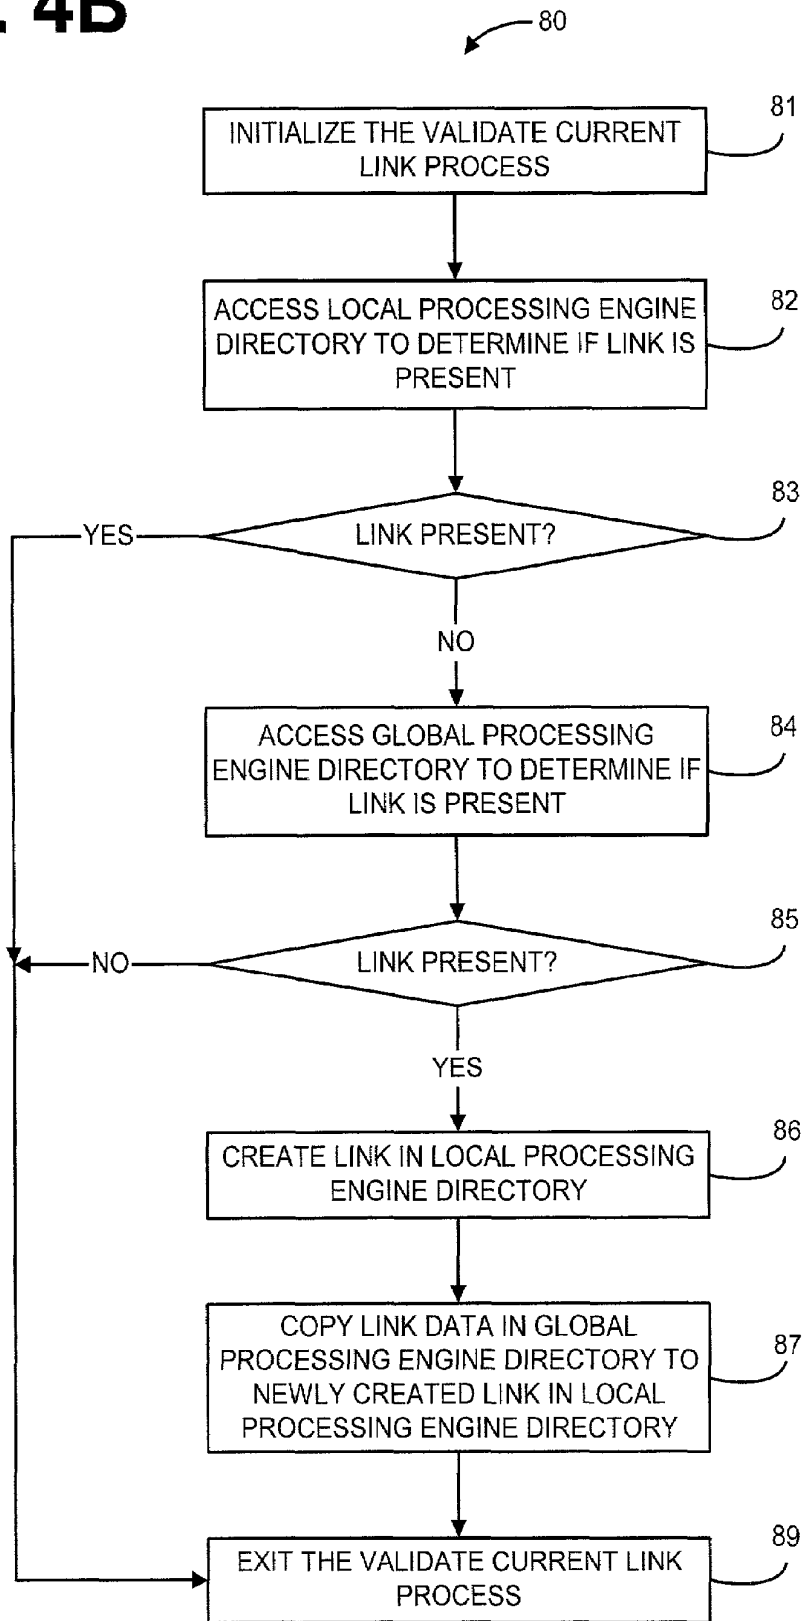 . 4B
80
81
INITIALIZE THE VALIDATE CURRENT
LINK PROCESS
82
ACCESS LOCAL PROCESSING ENGINE
DIRECTORY TO DETERMINE IF LINK IS
PRESENT
83
YES
LINK PRESENT?
NO
84
ACCESS GLOBAL PROCESSING
ENGINE DIRECTORY TO DETERMINE IF
LINK IS PRESENT
85
NO
LINK PRESENT?
YES
86
CREATE LINK IN LOCAL PROCESSING
ENGINE DIRECTORY
87
COPY LINK DATA IN GLOBAL
PROCESSING ENGINE DIRECTORY TO
NEWLY CREATED LINK IN LOCAL
PROCESSING ENGINE DIRECTORY
89
EXIT THE VALIDATE CURRENT LINK
PROCESS